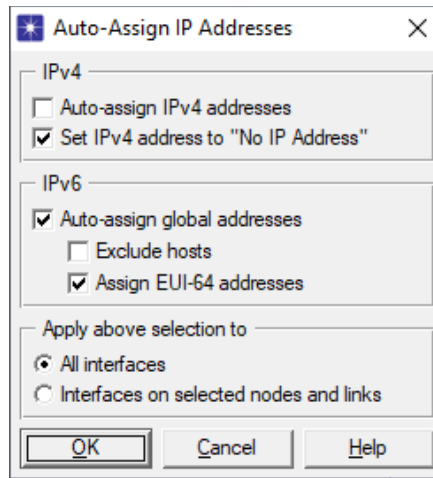 Auto-Assign IP Addresses
IPv4
Auto-assign IPv4 addresses
Set IPv4 address to "No IP Address"
IPv6
Auto-assign global addresses
Exclude hosts
Assign EUI-64 addresses
Apply above selection to
All interfaces
Interfaces on selected nodes and links
OK Cancel Help